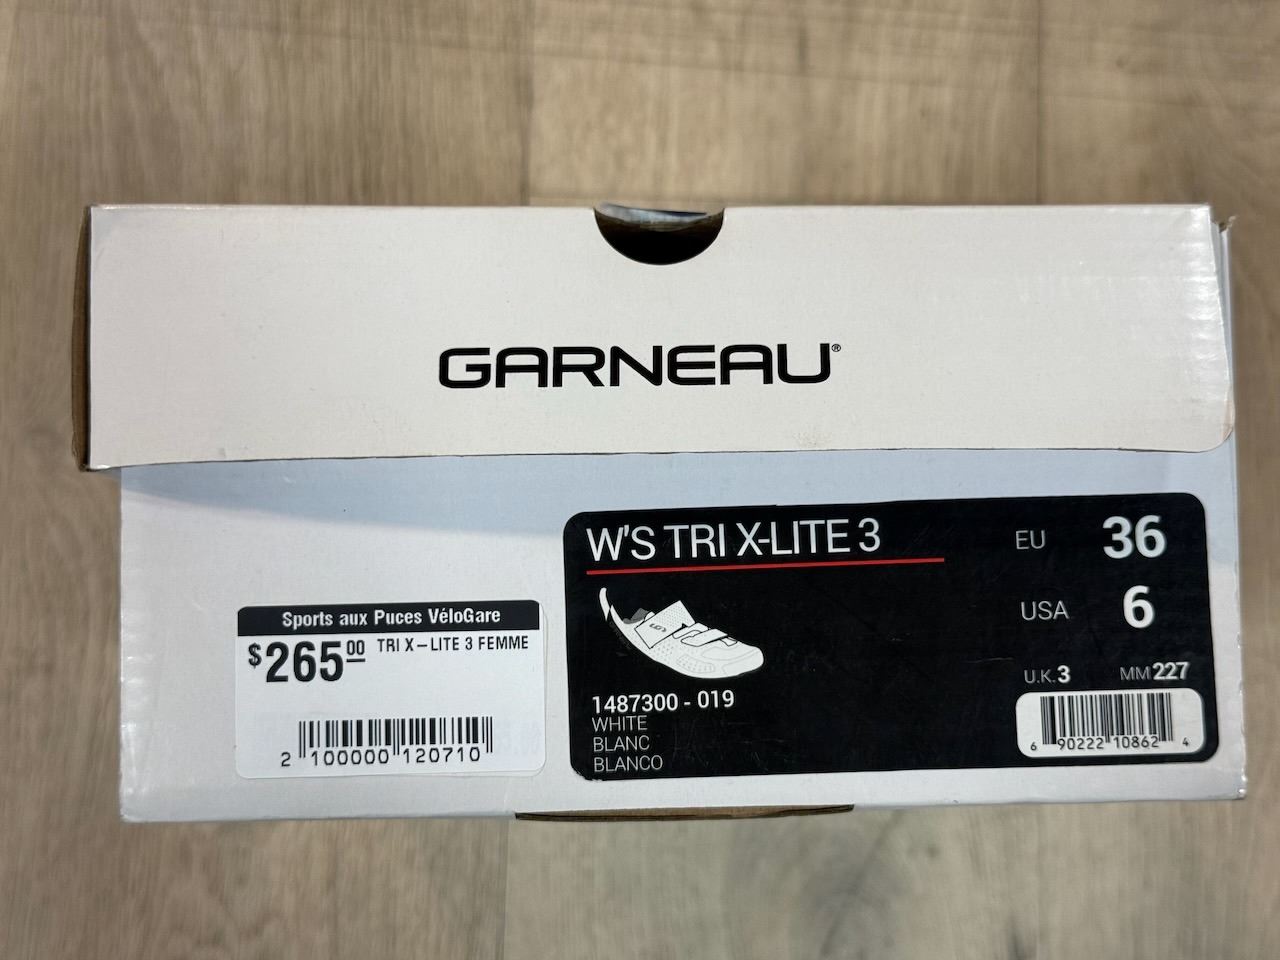 GARNEAU®
W'S TRI X-LITE 3
EU 36
USA 6
U.K. 3 MM 227
LG
1487300 - 019
WHITE
BLANC
BLANCO
6 90222 10862 4
Sports aux Puces VéloGare
$265.00 TRI X-LITE 3 FEMME
2 100000 120710